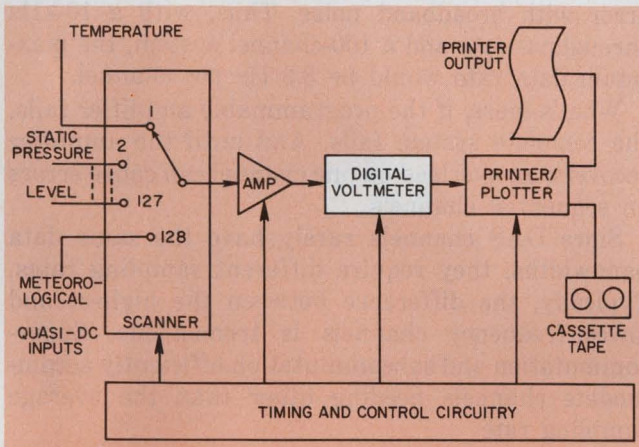 TEMPERATURE
1
STATIC
PRESSURE
2
LEVEL
127
128
METEORO-
LOGICAL
QUASI-DC
INPUTS
SCANNER
AMP
DIGITAL
VOLTMETER
PRINTER/
PLOTTER
PRINTER
OUTPUT
CASSETTE
TAPE
TIMING AND CONTROL CIRCUITRY